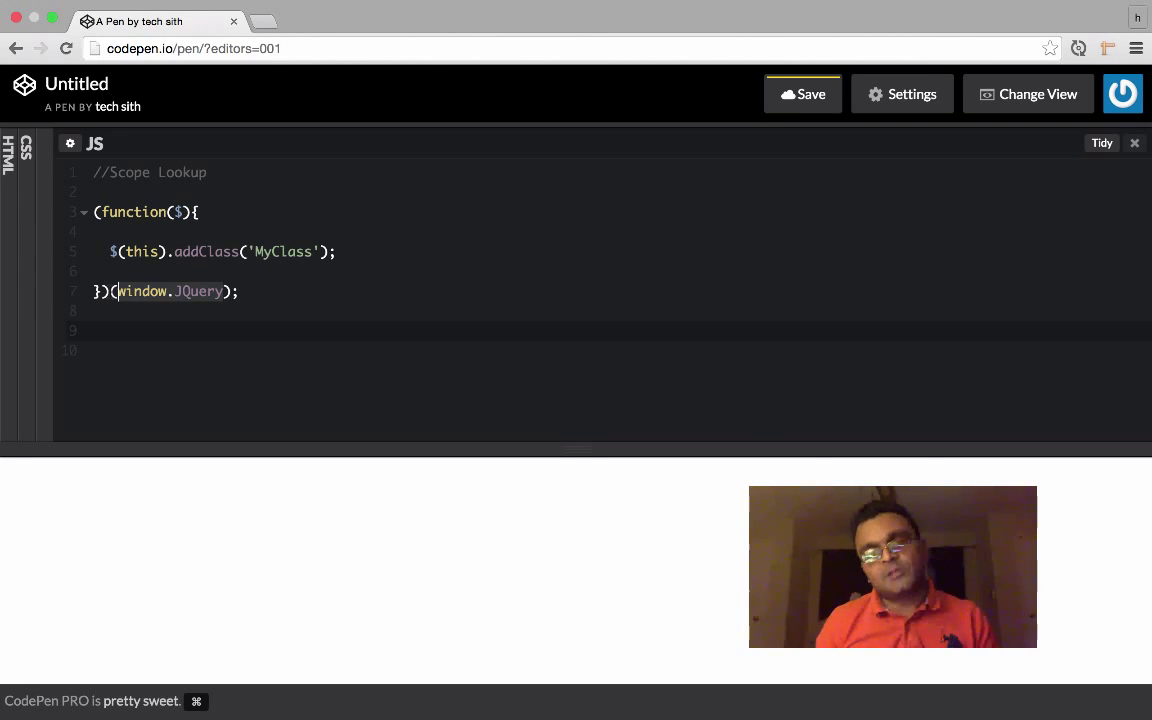 A Pen by tech sith
h
codepen.io/pen/?editors=001
Untitled
A PEN BY tech sith
Save
Settings
Change View
HTML
CSS
JS
Tidy
1 //Scope Lookup
2
3 (function($){
4
5 $(this).addClass('MyClass');
6
7 })(window.JQuery);
8
9
10
CodePen PRO is pretty sweet. ⌘